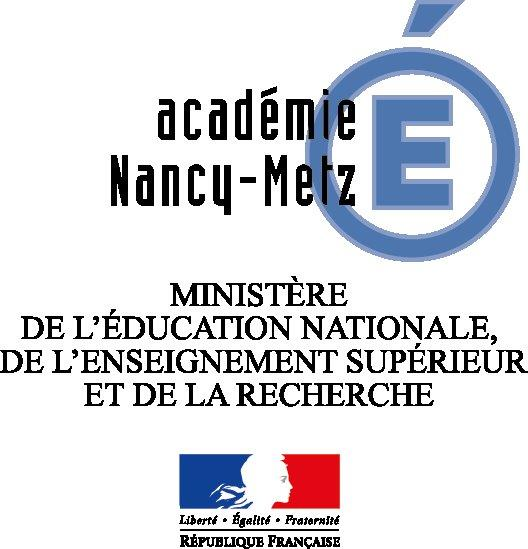 académie
Nancy-Metz
É
MINISTÈRE
DE L'ÉDUCATION NATIONALE,
DE L'ENSEIGNEMENT SUPÉRIEUR
ET DE LA RECHERCHE
Liberté • Égalité • Fraternité
RÉPUBLIQUE FRANÇAISE